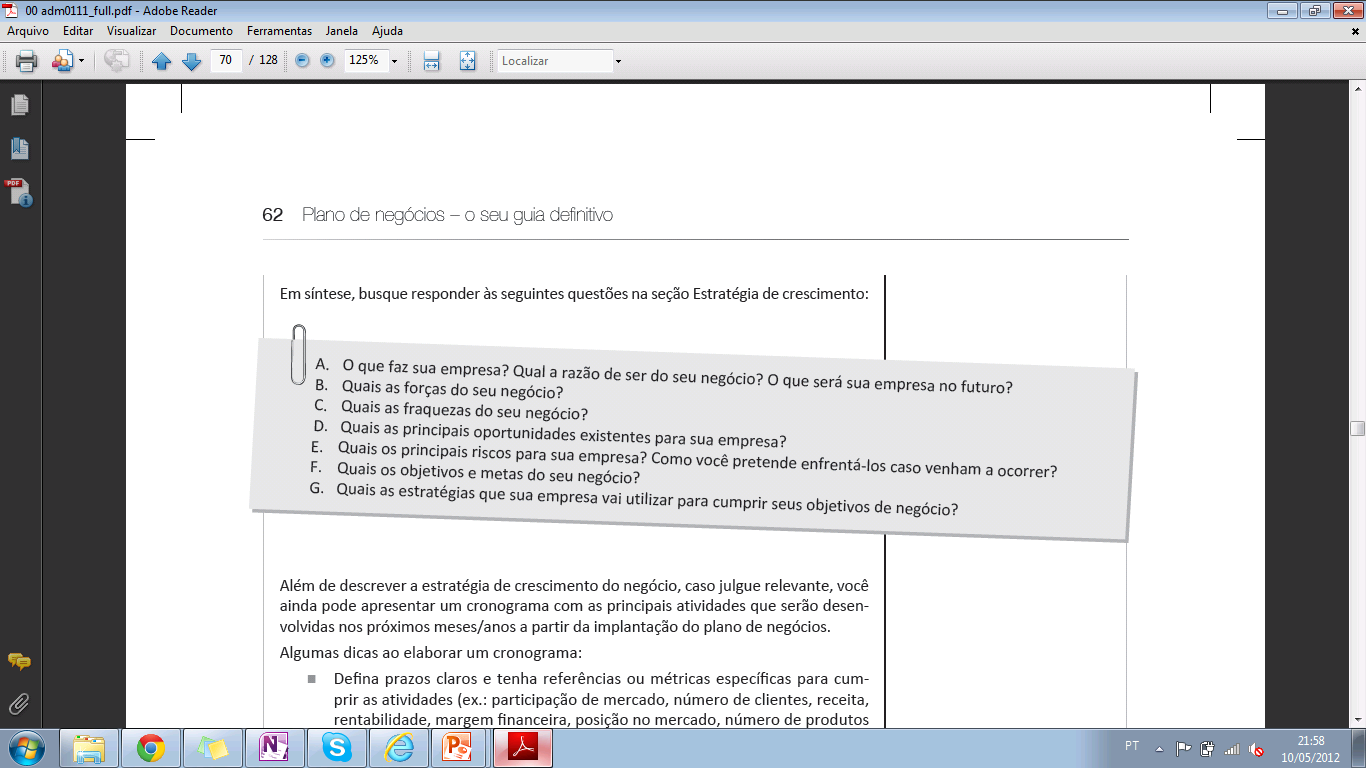 00 adm0111_full.pdf - Adobe Reader
Arquivo Editar Visualizar Documento Ferramentas Janela Ajuda
70 / 128 125% Localizar
62 Plano de negócios – o seu guia definitivo
Em síntese, busque responder às seguintes questões na seção Estratégia de crescimento:
A. O que faz sua empresa? Qual a razão de ser do seu negócio? O que será sua empresa no futuro?
B. Quais as forças do seu negócio?
C. Quais as fraquezas do seu negócio?
D. Quais as principais oportunidades existentes para sua empresa?
E. Quais os principais riscos para sua empresa? Como você pretende enfrentá-los caso venham a ocorrer?
F. Quais os objetivos e metas do seu negócio?
G. Quais as estratégias que sua empresa vai utilizar para cumprir seus objetivos de negócio?
Além de descrever a estratégia de crescimento do negócio, caso julgue relevante, você
ainda pode apresentar um cronograma com as principais atividades que serão desen-
volvidas nos próximos meses/anos a partir da implantação do plano de negócios.
Algumas dicas ao elaborar um cronograma:
Defina prazos claros e tenha referências ou métricas específicas para cum-
prir as atividades (ex.: participação de mercado, número de clientes, receita,
rentabilidade, margem financeira, posição no mercado, número de produtos
PT 21:58
10/05/2012